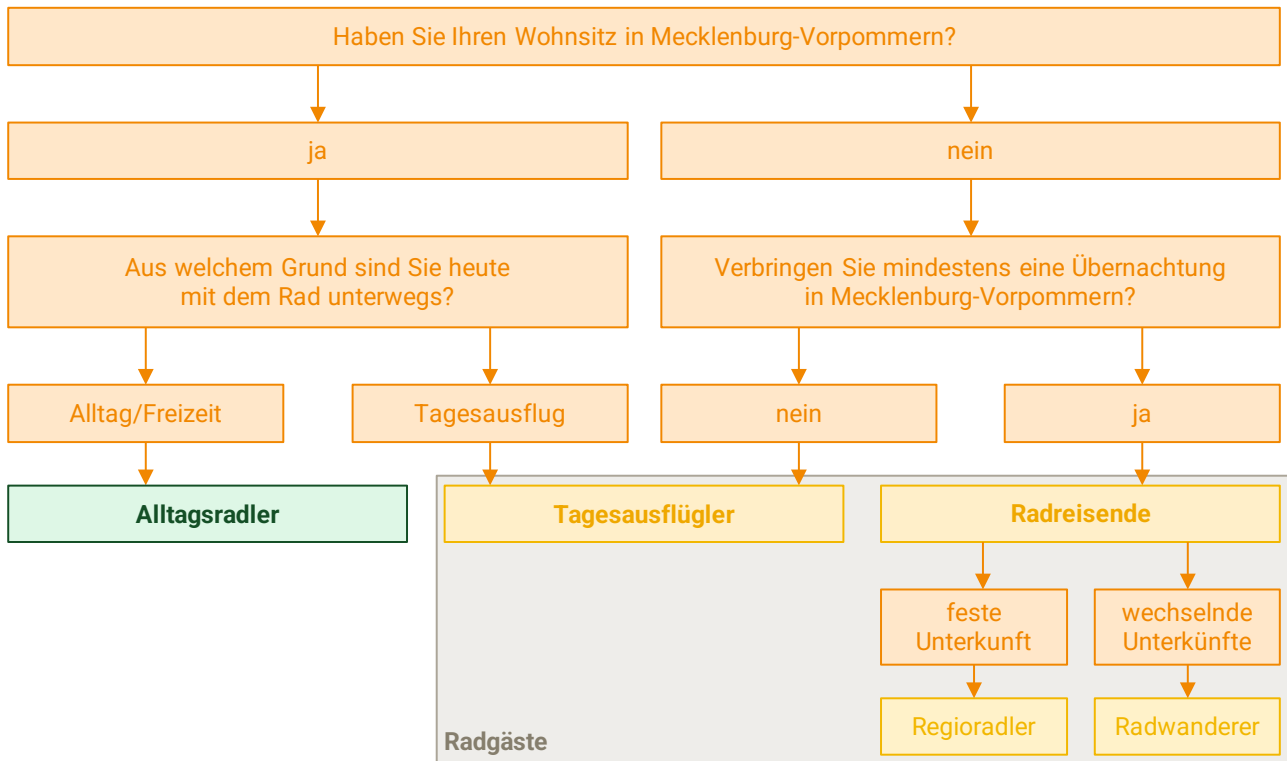 Haben Sie Ihren Wohnsitz in Mecklenburg-Vorpommern?
ja
nein
Aus welchem Grund sind Sie heute
mit dem Rad unterwegs?
Verbringen Sie mindestens eine Übernachtung
in Mecklenburg-Vorpommern?
Alltag/Freizeit
Tagesausflug
nein
ja
Alltagsradler
Tagesausflügler
Radreisende
feste
Unterkunft
wechselnde
Unterkünfte
Regioradler
Radwanderer
Radgäste